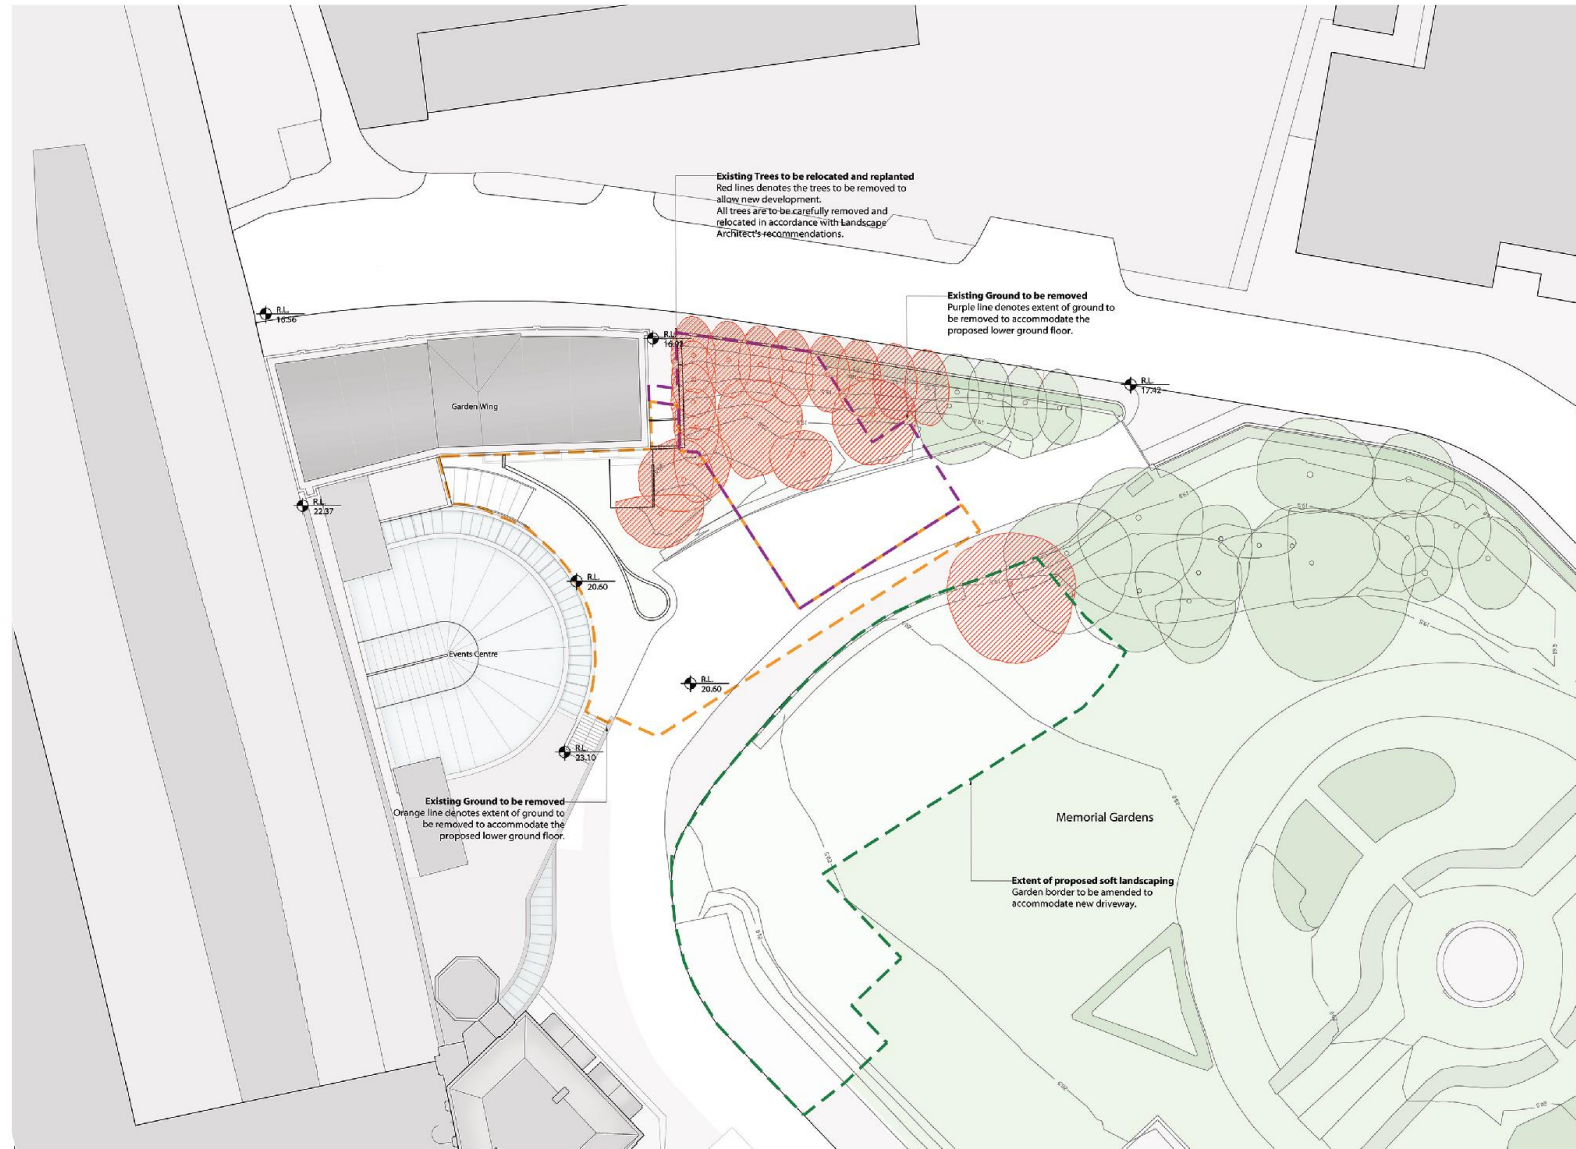 Existing Trees to be relocated and replanted
Red lines denotes the trees to be removed to
allow new development.
All trees are to be carefully removed and
relocated in accordance with Landscape
Architect's recommendations.
Existing Ground to be removed
Purple line denotes extent of ground to
be removed to accommodate the
proposed lower ground floor.
R.L.
16.56
R.L.
R.L.
17.42
Garden Wing
R.L.
22.37
R.L.
20.60
Events Centre
R.L.
20.60
R.L.
23.10
Existing Ground to be removed
Orange line denotes extent of ground to
be removed to accommodate the
proposed lower ground floor.
Memorial Gardens
Extent of proposed soft landscaping
Garden border to be amended to
accommodate new driveway.